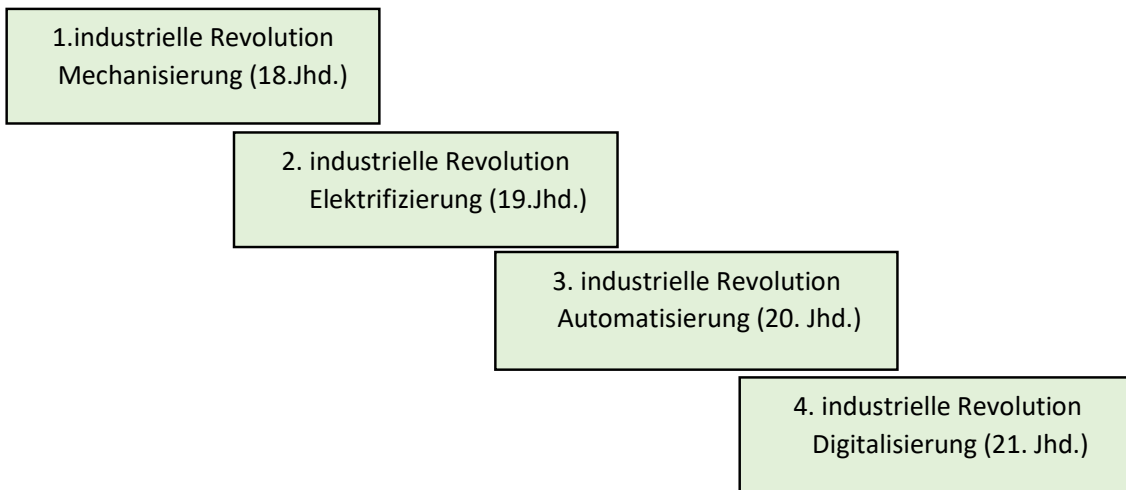 1.industrielle Revolution
Mechanisierung (18.Jhd.)
2. industrielle Revolution
Elektrifizierung (19.Jhd.)
3. industrielle Revolution
Automatisierung (20. Jhd.)
4. industrielle Revolution
Digitalisierung (21. Jhd.)